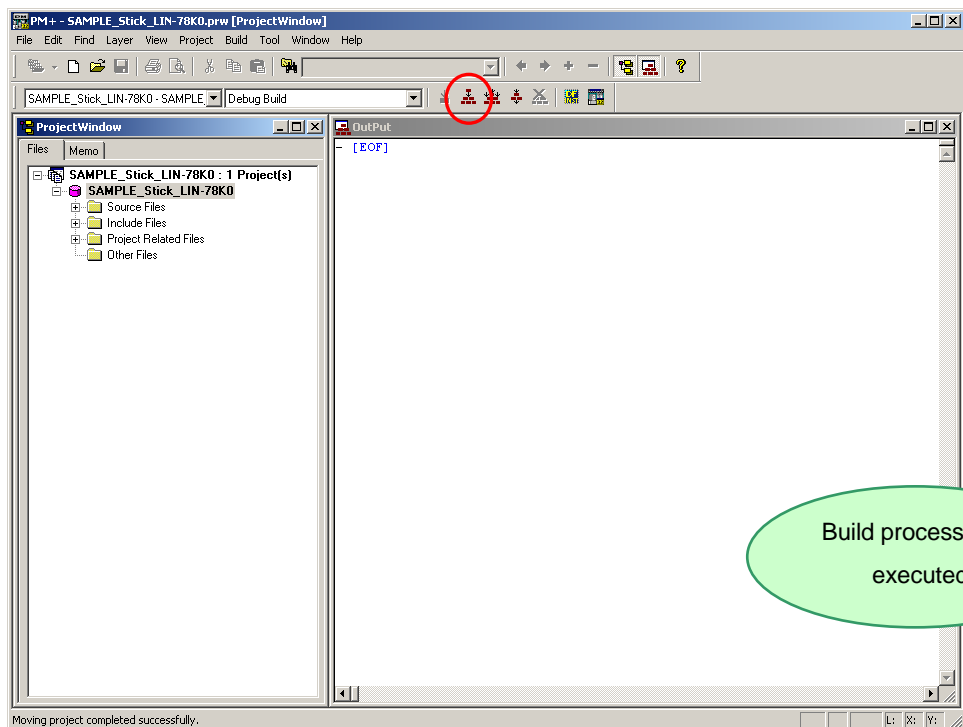 PM+ - SAMPLE_Stick_LIN-78K0.prw [ProjectWindow]
File Edit Find Layer View Project Build Tool Window Help
SAMPLE_Stick_LIN-78K0 - SAMPLE
Debug Build
ProjectWindow
Files Memo
SAMPLE_Stick_LIN-78K0 : 1 Project(s)
SAMPLE_Stick_LIN-78K0
Source Files
Include Files
Project Related Files
Other Files
OutPut
- [EOF]
Build process
executed
Moving project completed successfully.
L: X: Y: